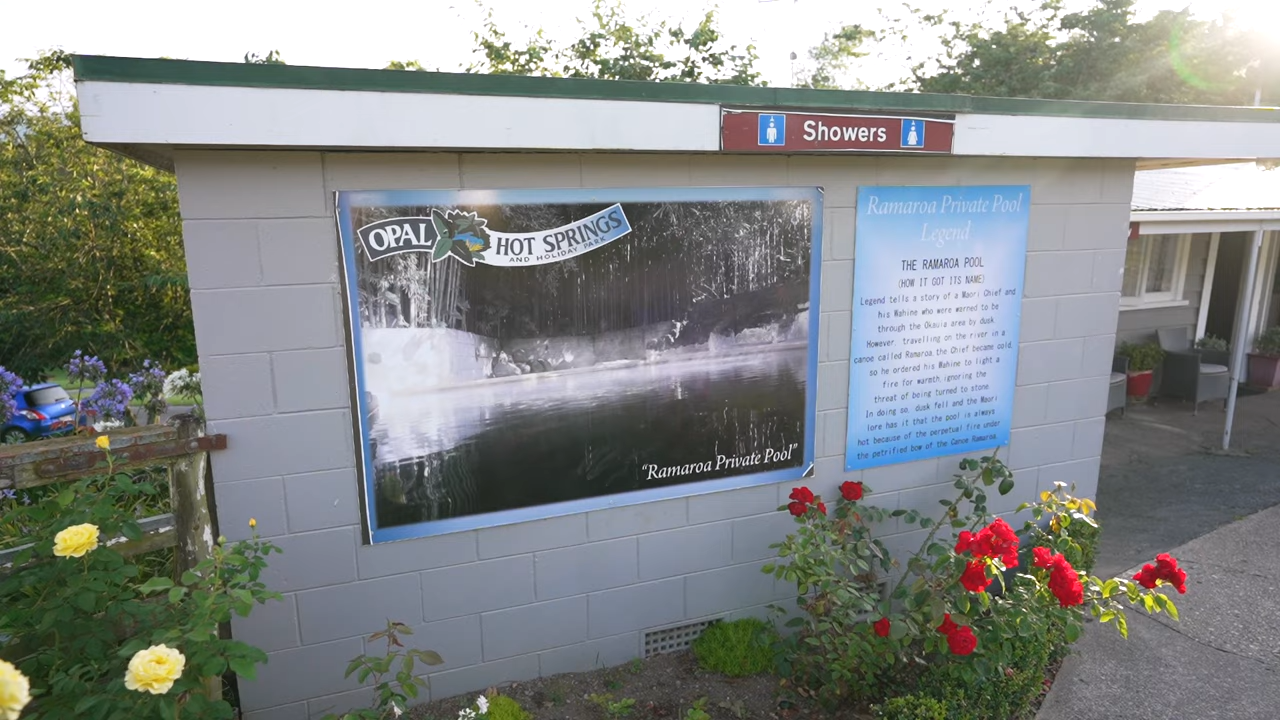 Showers
OPAL HOT SPRINGS
AND HOLIDAY PARK
"Ramaroa Private Pool"
Ramaroa Private Pool
Legend
THE RAMAROA POOL
(HOW IT GOT ITS NAME)
Legend tells a story of a Maori Chief and
his Wahine who were warned to be
through the Okauia area by dusk.
However, travelling on the river in a
canoe called Ramaroa, the Chief became cold,
so he ordered his Wahine to light a
fire for warmth, ignoring the
threat of being turned to stone.
In doing so, dusk fell and the Maori
lore has it that the pool in always
hot because of the perpetual fire under
the petrified bow of the Canoe Ramaroa.